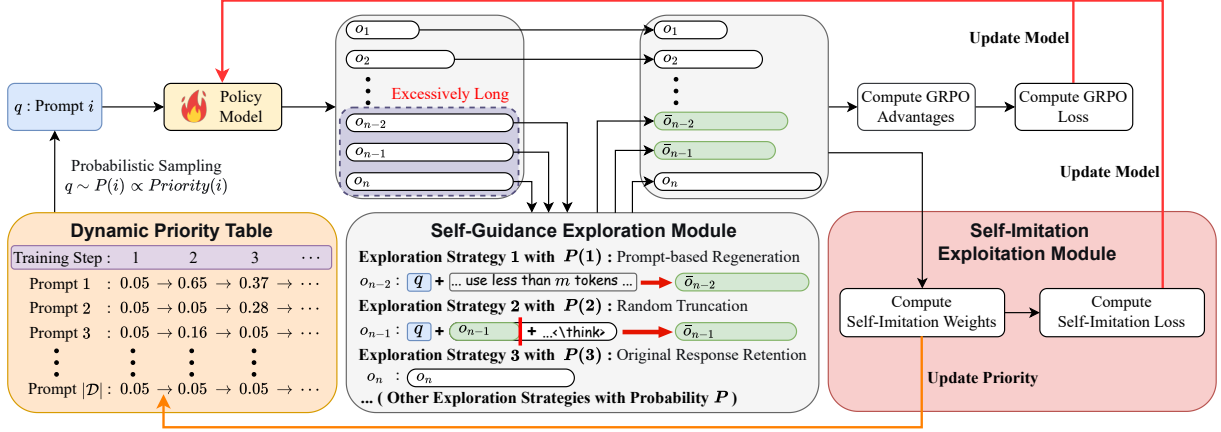 q : Prompt i
Policy
Model
Probabilistic Sampling
q ∼ P(i) ∝ Priority(i)
o₁
o₂
Excessively Long
oₙ₋₂
oₙ₋₁
oₙ
o₁
o₂
ōₙ₋₂
ōₙ₋₁
oₙ
Compute GRPO
Advantages
Compute GRPO
Loss
Update Model
Update Model
Dynamic Priority Table
Training Step : 1 2 3 ⋯
Prompt 1 : 0.05 → 0.65 → 0.37 → ⋯
Prompt 2 : 0.05 → 0.05 → 0.28 → ⋯
Prompt 3 : 0.05 → 0.16 → 0.05 → ⋯
Prompt |𝒟| : 0.05 → 0.05 → 0.05 → ⋯
Self-Guidance Exploration Module
Exploration Strategy 1 with P(1) : Prompt-based Regeneration
oₙ₋₂ : q + ... use less than m tokens ... ōₙ₋₂
Exploration Strategy 2 with P(2) : Random Truncation
oₙ₋₁ : q + oₙ₋₁ + ...<\think> ōₙ₋₁
Exploration Strategy 3 with P(3) : Original Response Retention
oₙ : oₙ
... ( Other Exploration Strategies with Probability P )
Self-Imitation
Exploitation Module
Compute
Self-Imitation Weights
Compute
Self-Imitation Loss
Update Priority